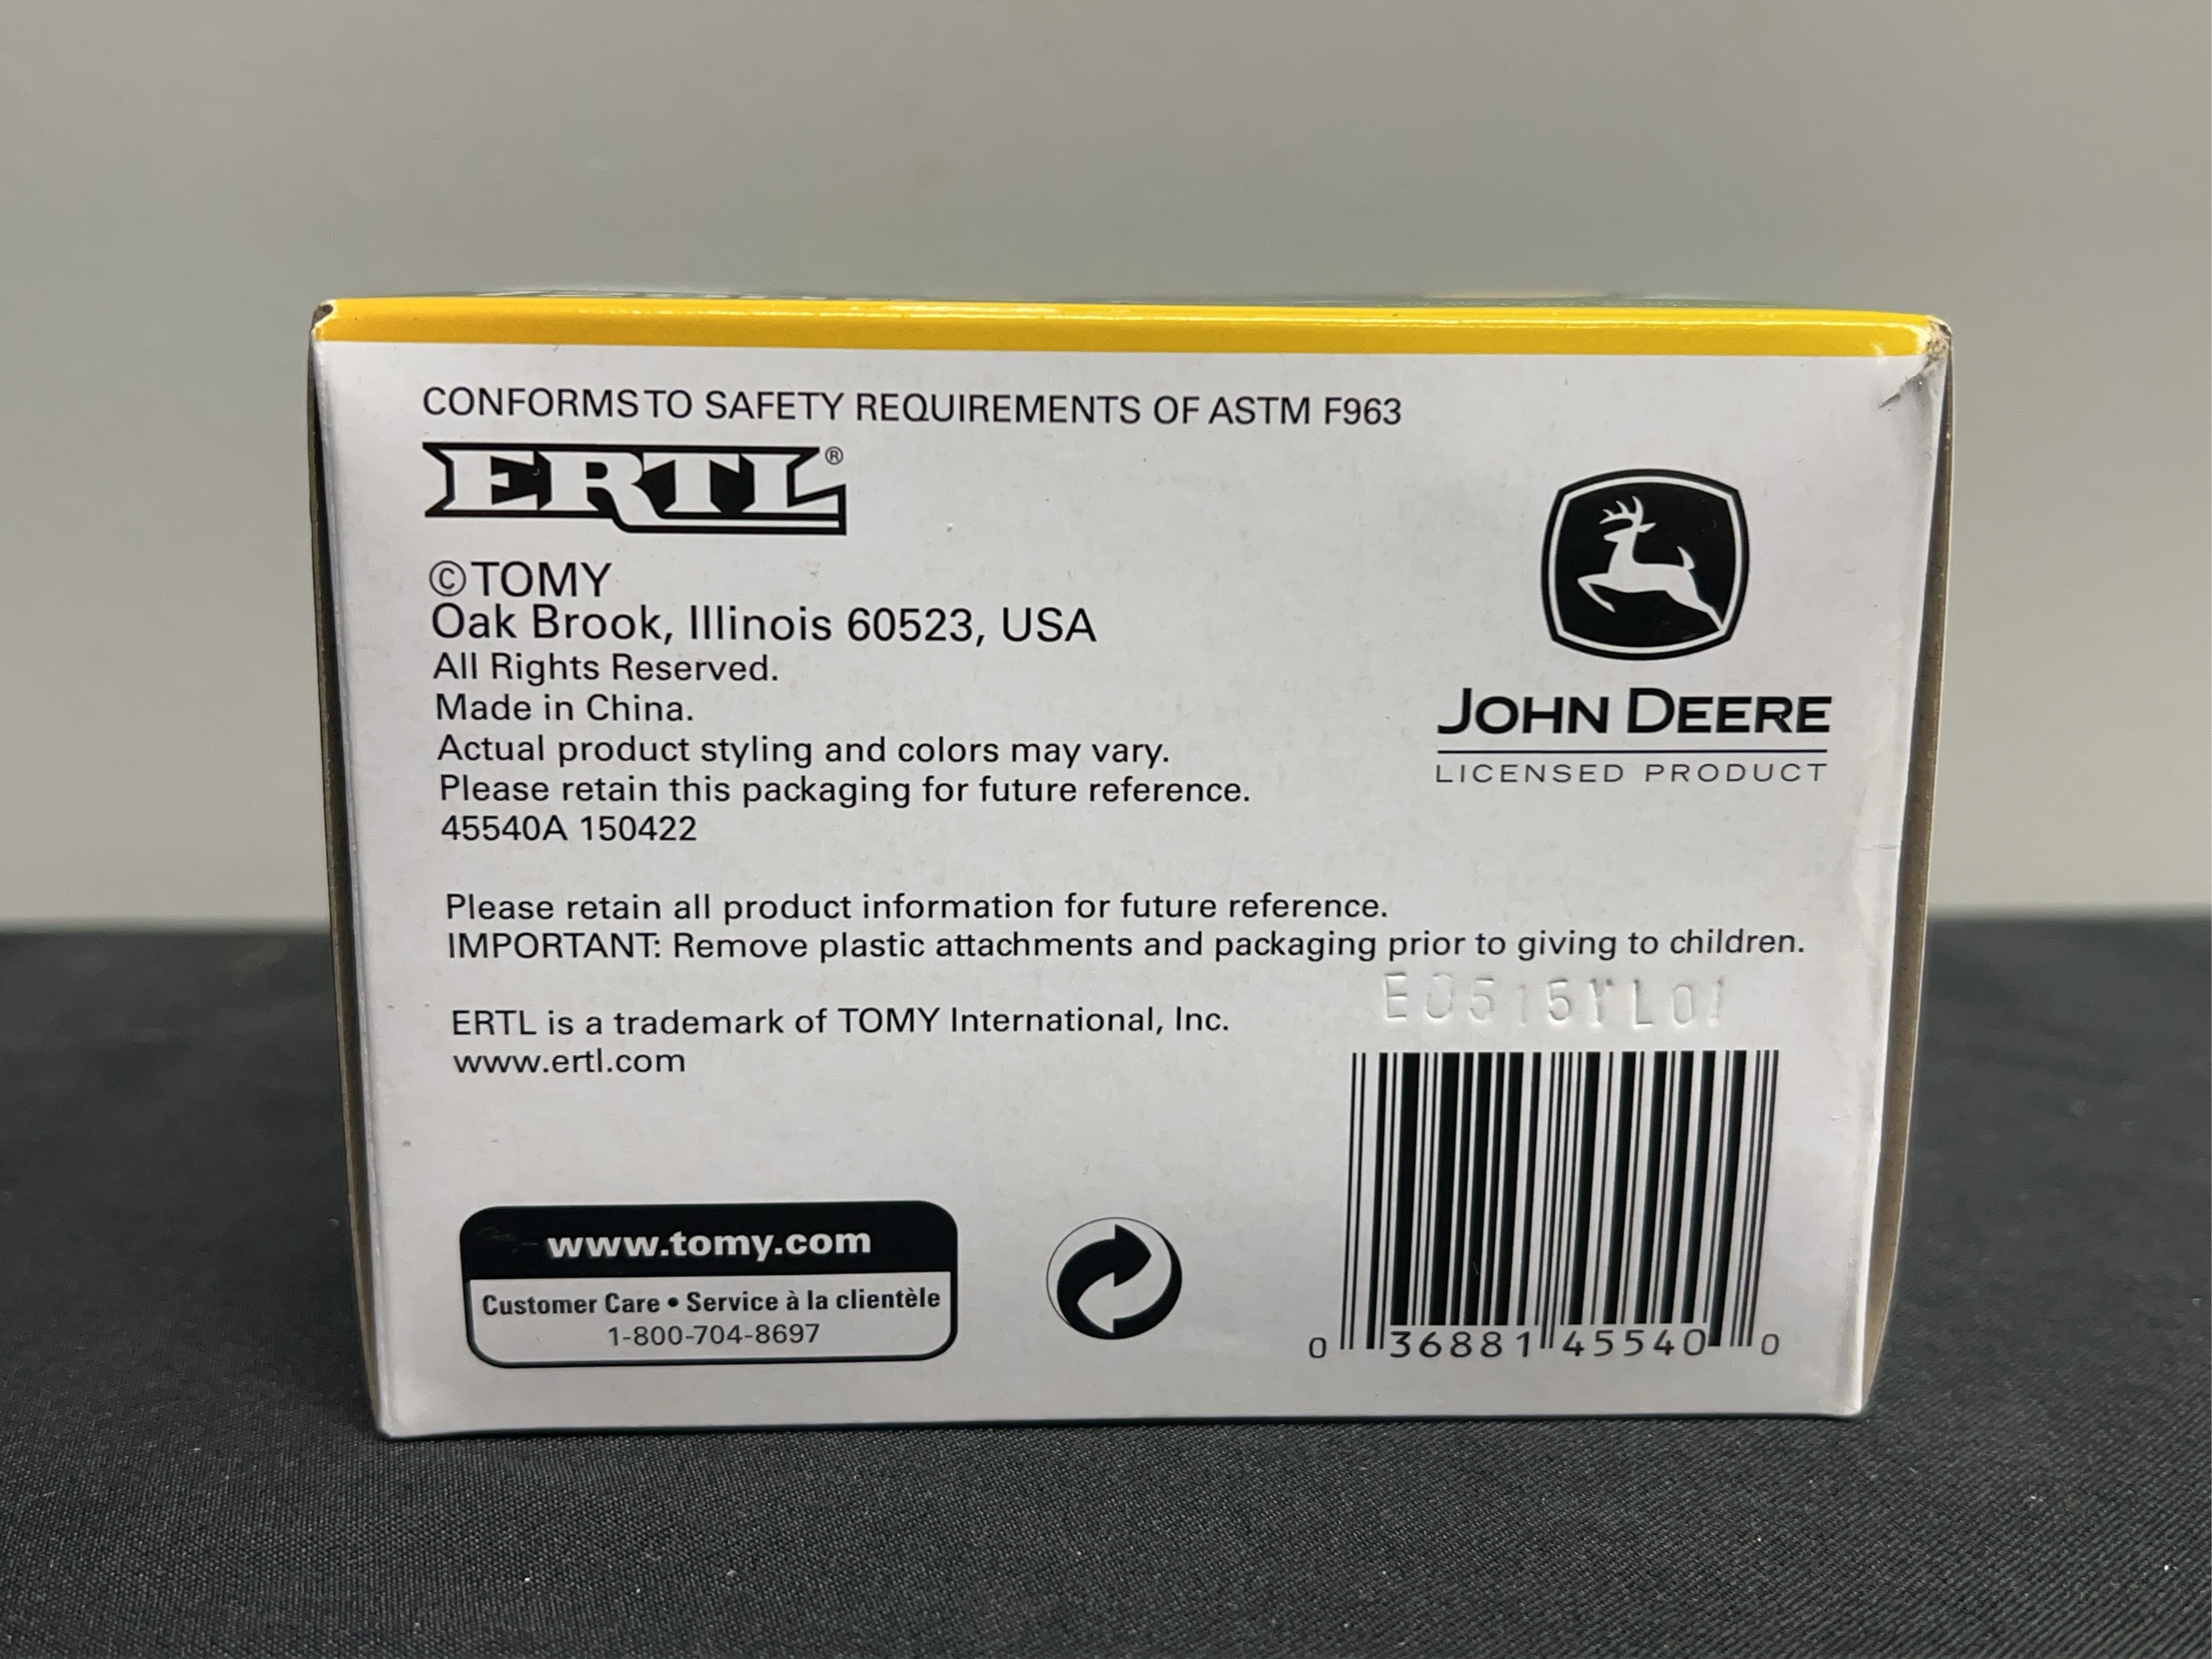 CONFORMS TO SAFETY REQUIREMENTS OF ASTM F963
ERTL®
©TOMY
Oak Brook, Illinois 60523, USA
All Rights Reserved.
Made in China.
Actual product styling and colors may vary.
Please retain this packaging for future reference.
45540A 150422
JOHN DEERE
LICENSED PRODUCT
Please retain all product information for future reference.
IMPORTANT: Remove plastic attachments and packaging prior to giving to children.
ERTL is a trademark of TOMY International, Inc.
www.ertl.com
E0515YL01
www.tomy.com
Customer Care • Service à la clientèle
1-800-704-8697
0 36881 45540 0